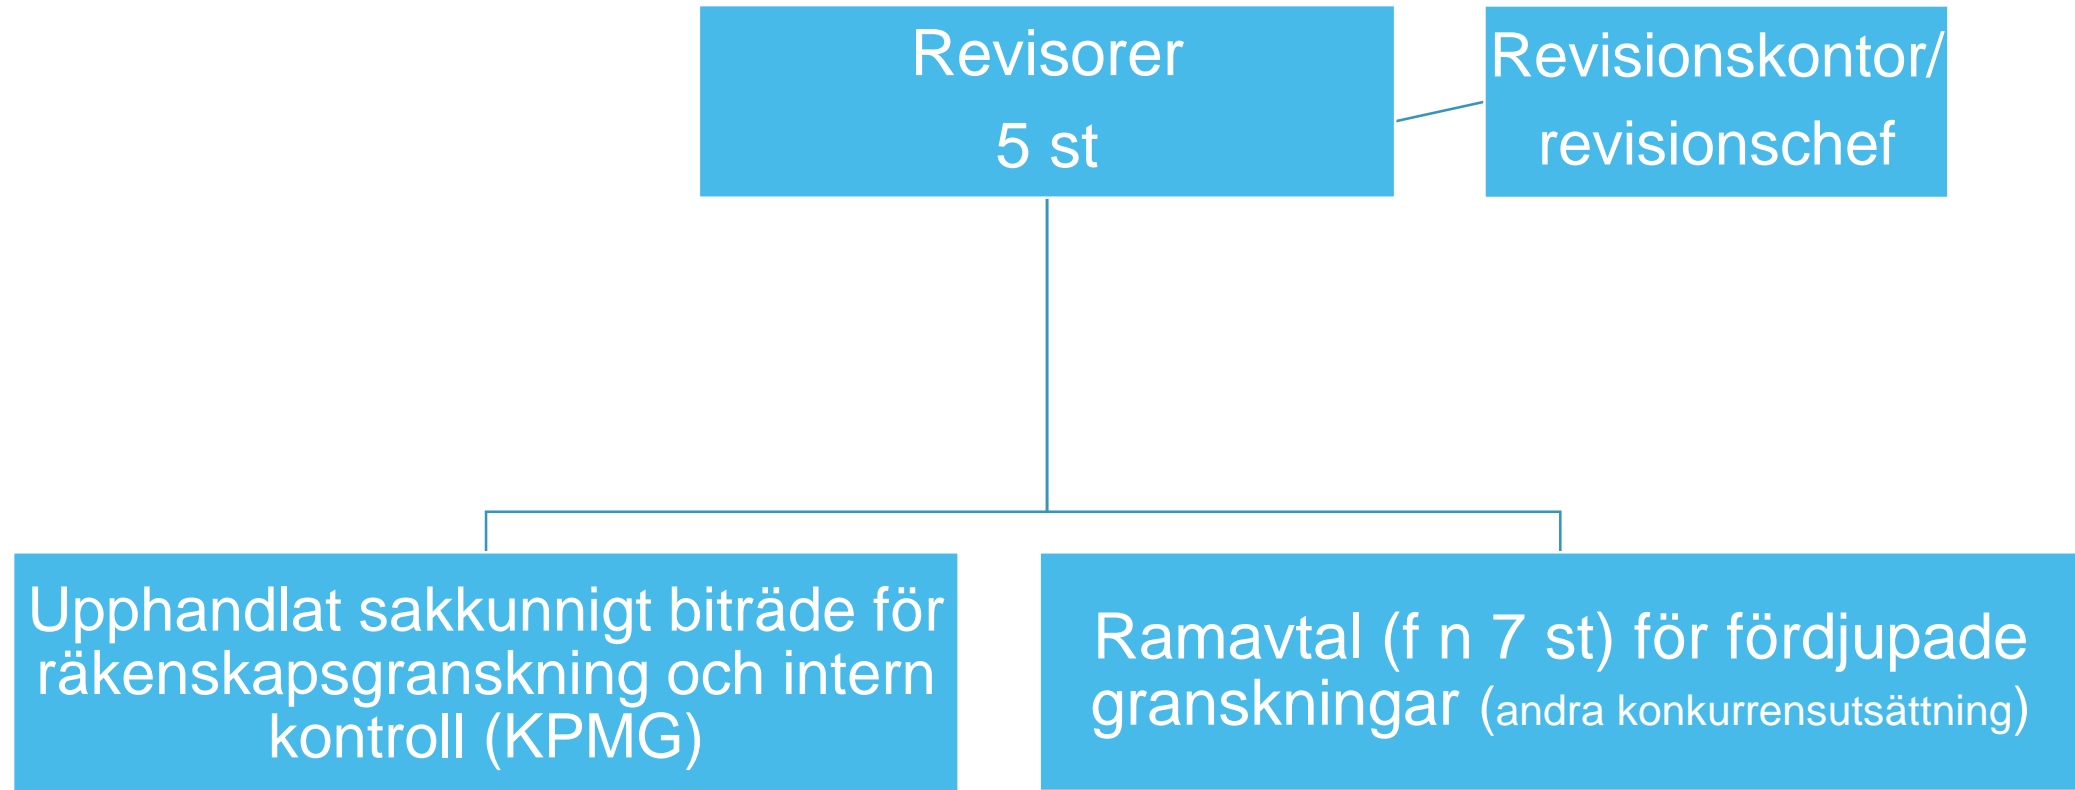 Revisorer
5 st
Revisionskontor/
revisionschef
Upphandlat sakkunnigt biträde för
räkenskapsgranskning och intern
kontroll (KPMG)
Ramavtal (f n 7 st) för fördjupade
granskningar (andra konkurrensutsättning)